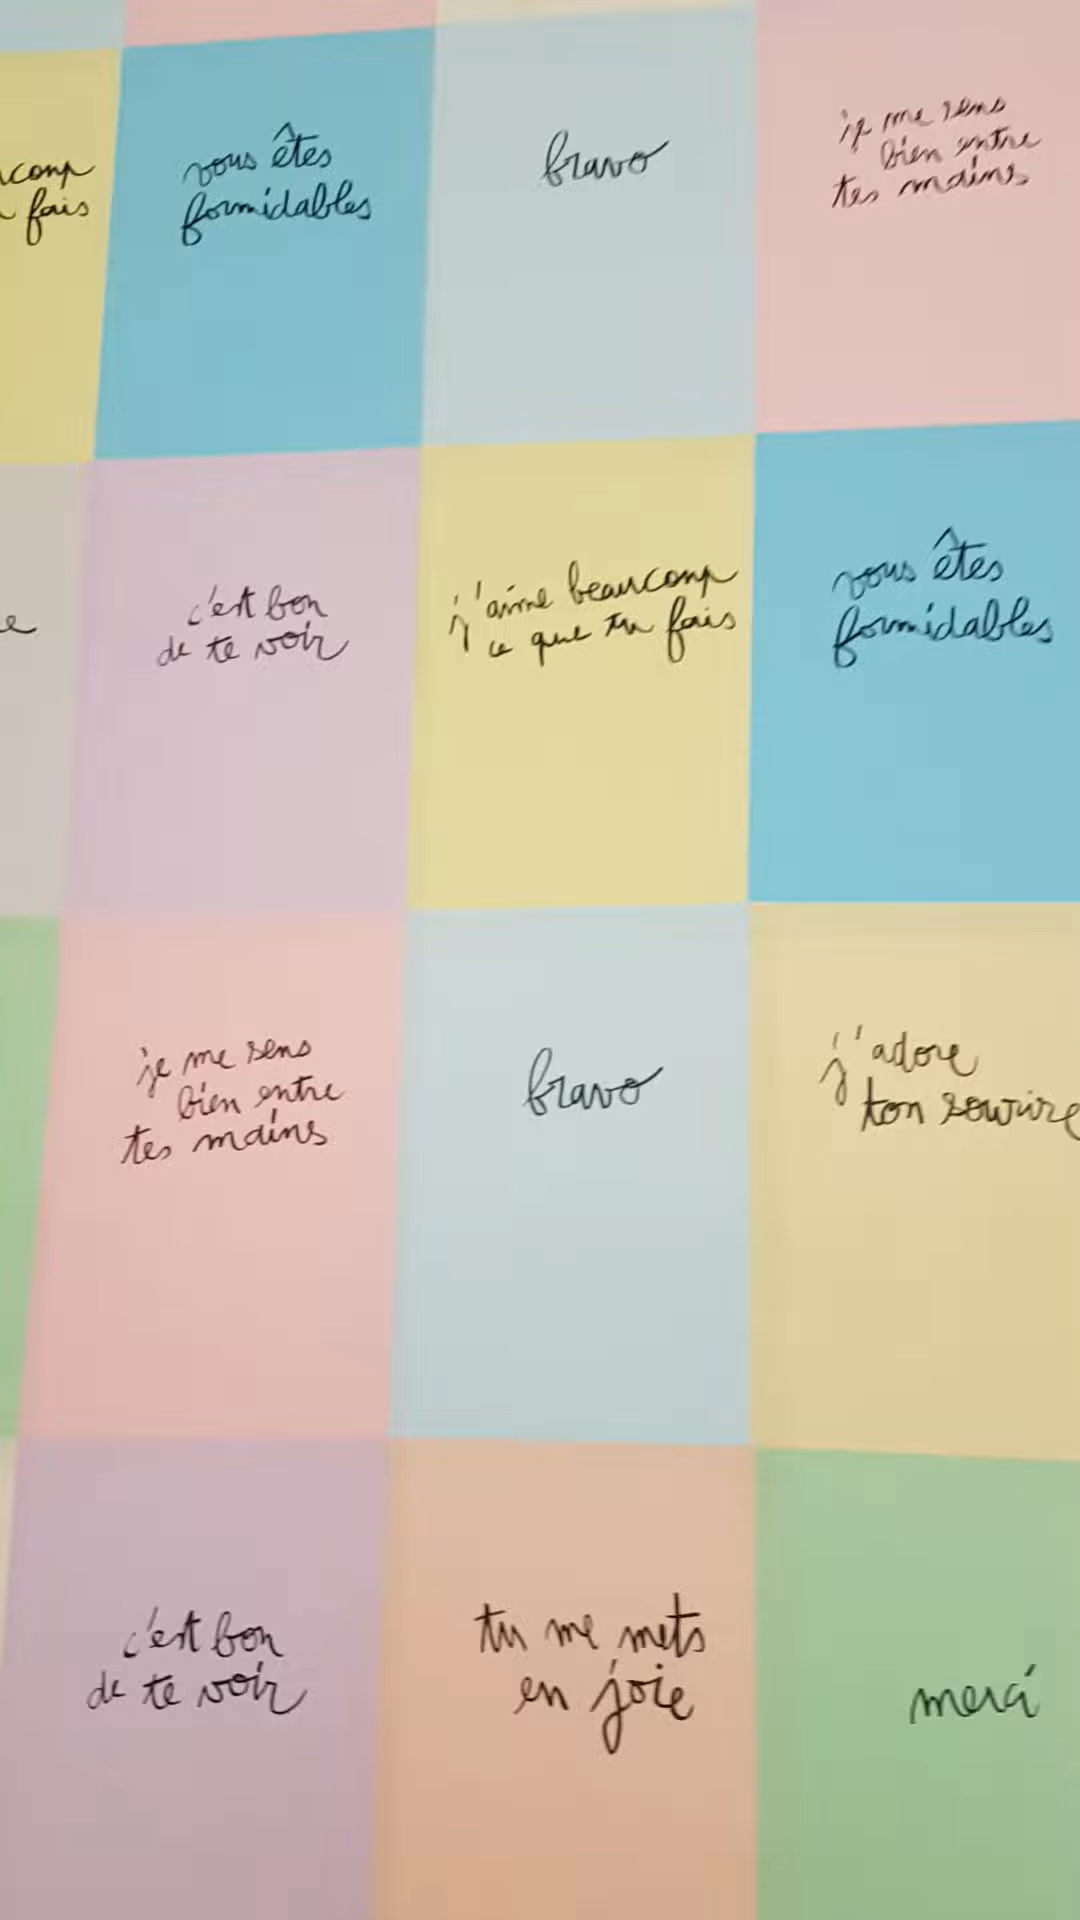 ucoup
fais
vous êtes
formidables
bravo
je me sens
bien entre
tes mains
e
c'est bon
de te voir
j'aime beaucoup
ce que tu fais
vous êtes
formidables
je me sens
bien entre
tes mains
bravo
j'adore
ton sourire
c'est bon
de te voir
tu me mets
en joie
merci